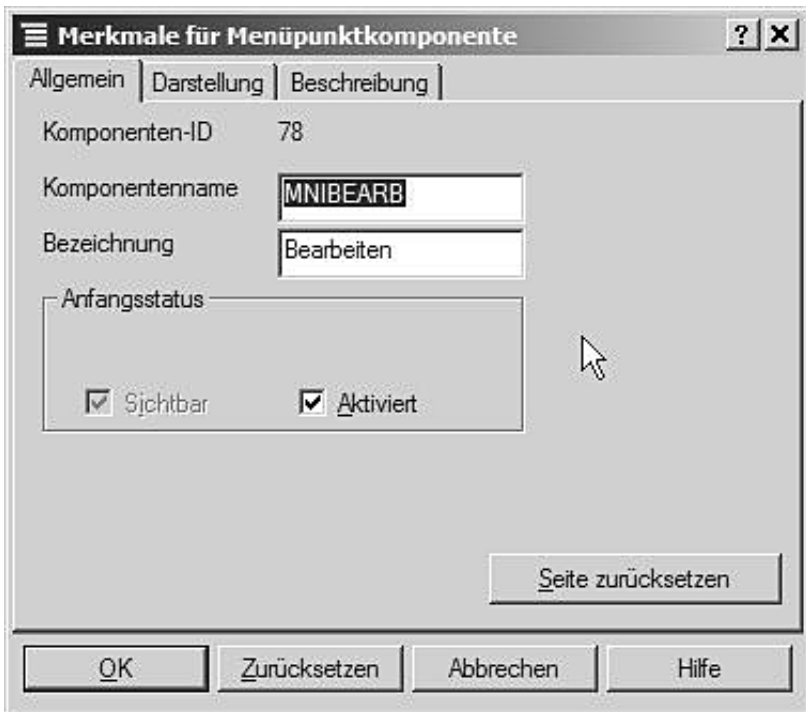 Merkmale für Menüpunktkomponente
Allgemein Darstellung Beschreibung
Komponenten-ID 78
Komponentenname MNIBEARB
Bezeichnung Bearbeiten
Anfangsstatus
Sichtbar Aktiviert
Seite zurücksetzen
OK Zurücksetzen Abbrechen Hilfe